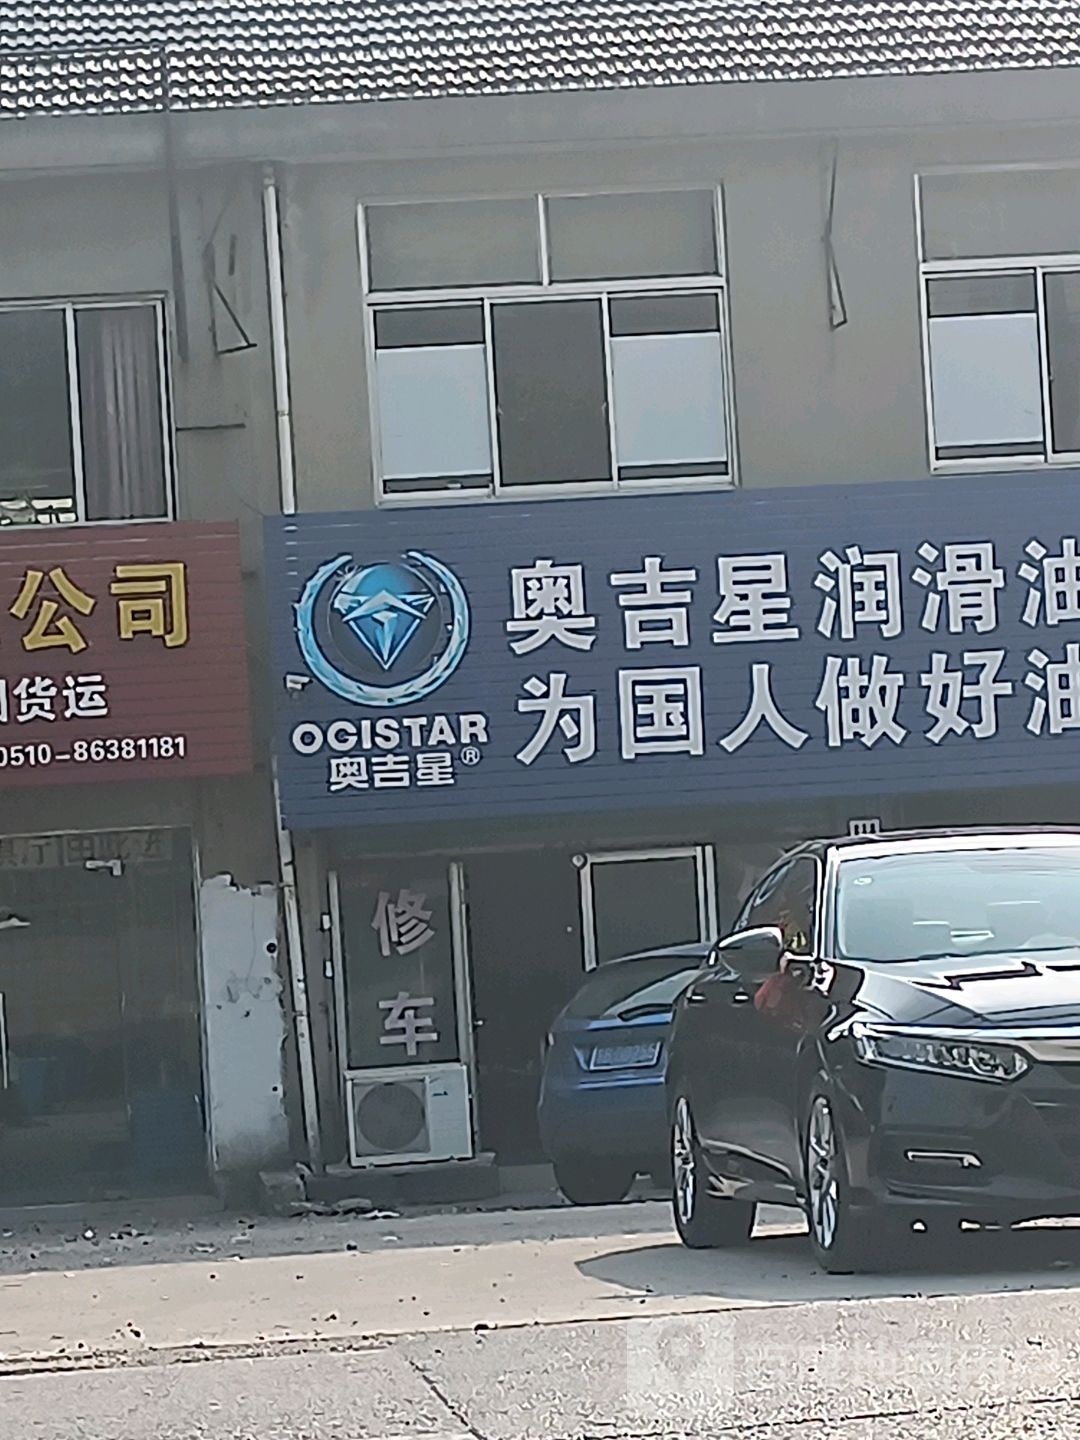 公司
货运
0510-86381181
OGISTAR
奥吉星®
奥吉星润滑油
为国人做好油
修
车